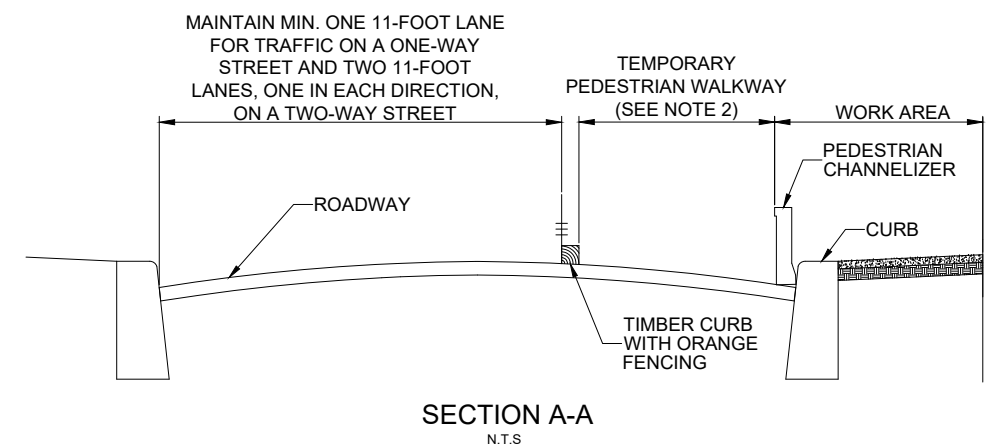 MAINTAIN MIN. ONE 11-FOOT LANE
FOR TRAFFIC ON A ONE-WAY
STREET AND TWO 11-FOOT
LANES, ONE IN EACH DIRECTION,
ON A TWO-WAY STREET
TEMPORARY
PEDESTRIAN WALKWAY
(SEE NOTE 2)
WORK AREA
PEDESTRIAN
CHANNELIZER
ROADWAY
CURB
TIMBER CURB
WITH ORANGE
FENCING
SECTION A-A
N.T.S